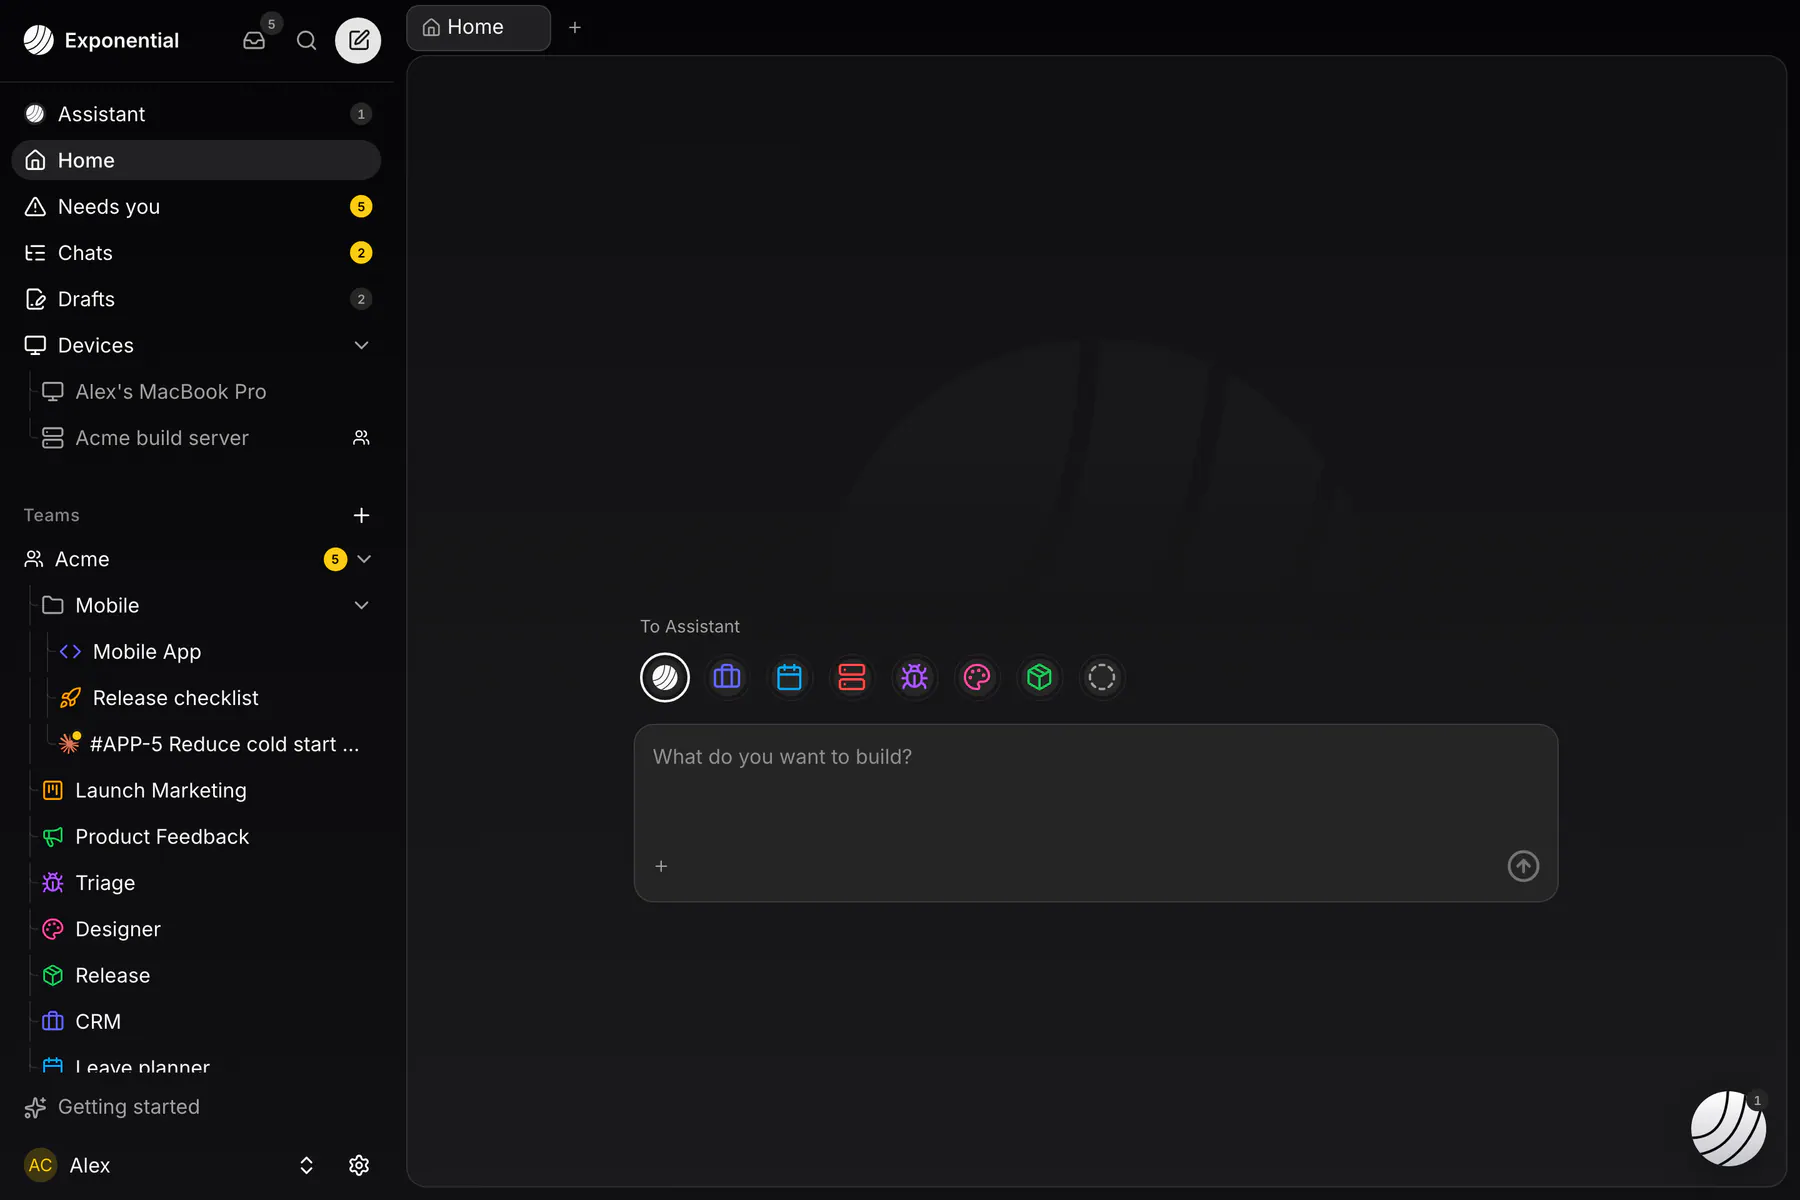 Exponential
5
Home
Assistant
1
Home
Needs you
5
Chats
2
Drafts
2
Devices
Alex's MacBook Pro
Acme build server
Teams
Acme
5
Mobile
Mobile App
Release checklist
#APP-5 Reduce cold start ...
Launch Marketing
Product Feedback
Triage
Designer
Release
CRM
Leave planner
Getting started
AC
Alex
To Assistant
What do you want to build?
1